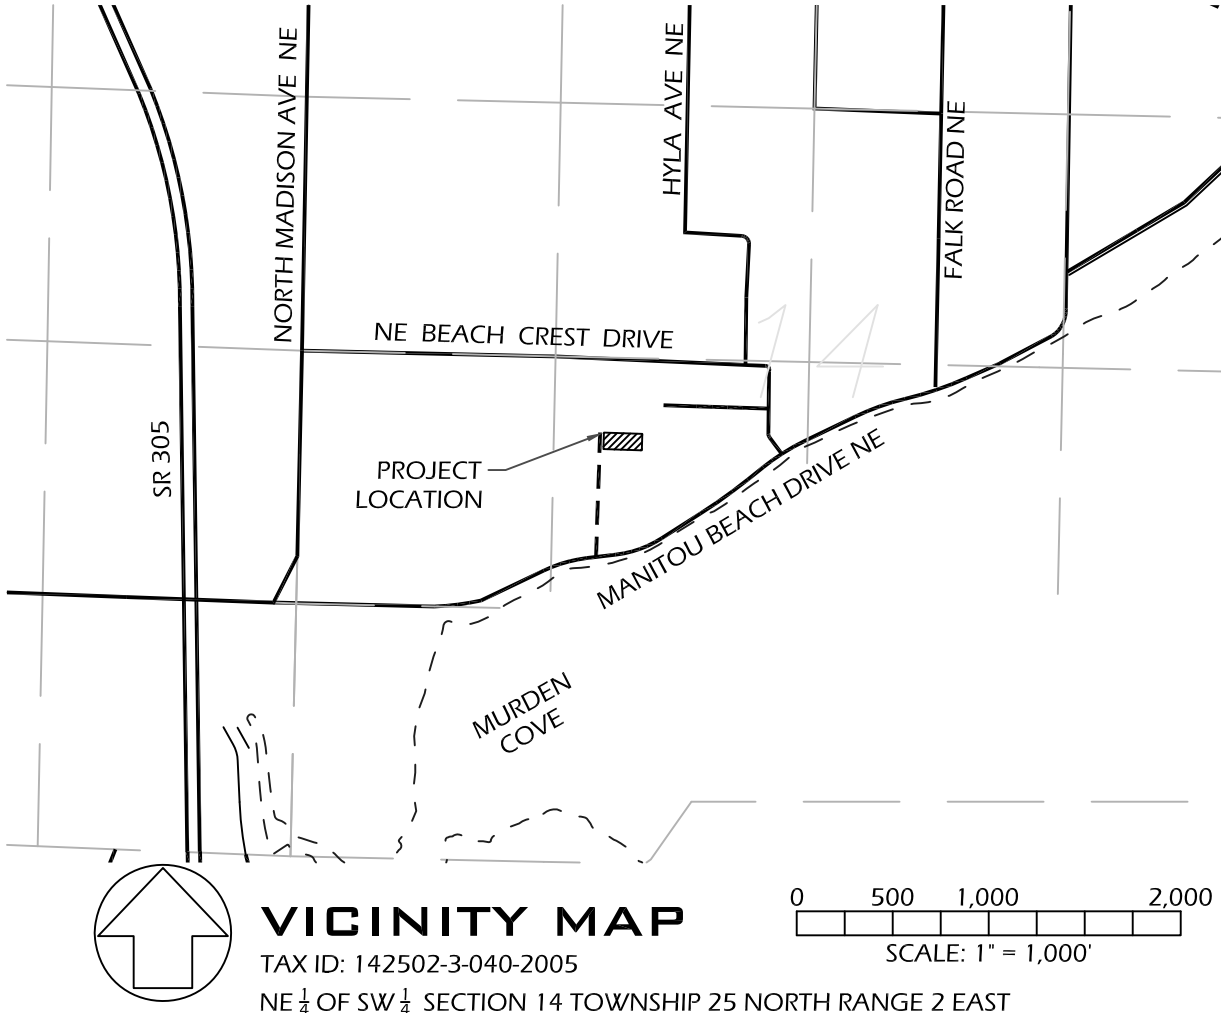 NORTH MADISON AVE NE
HYLA AVE NE
FALK ROAD NE
14
NE BEACH CREST DRIVE
SR 305
PROJECT
LOCATION
MANITOU BEACH DRIVE NE
MURDEN
COVE
VICINITY MAP
TAX ID: 142502-3-040-2005
NE 1/4 OF SW 1/4 SECTION 14 TOWNSHIP 25 NORTH RANGE 2 EAST
0 500 1,000 2,000
SCALE: 1" = 1,000'